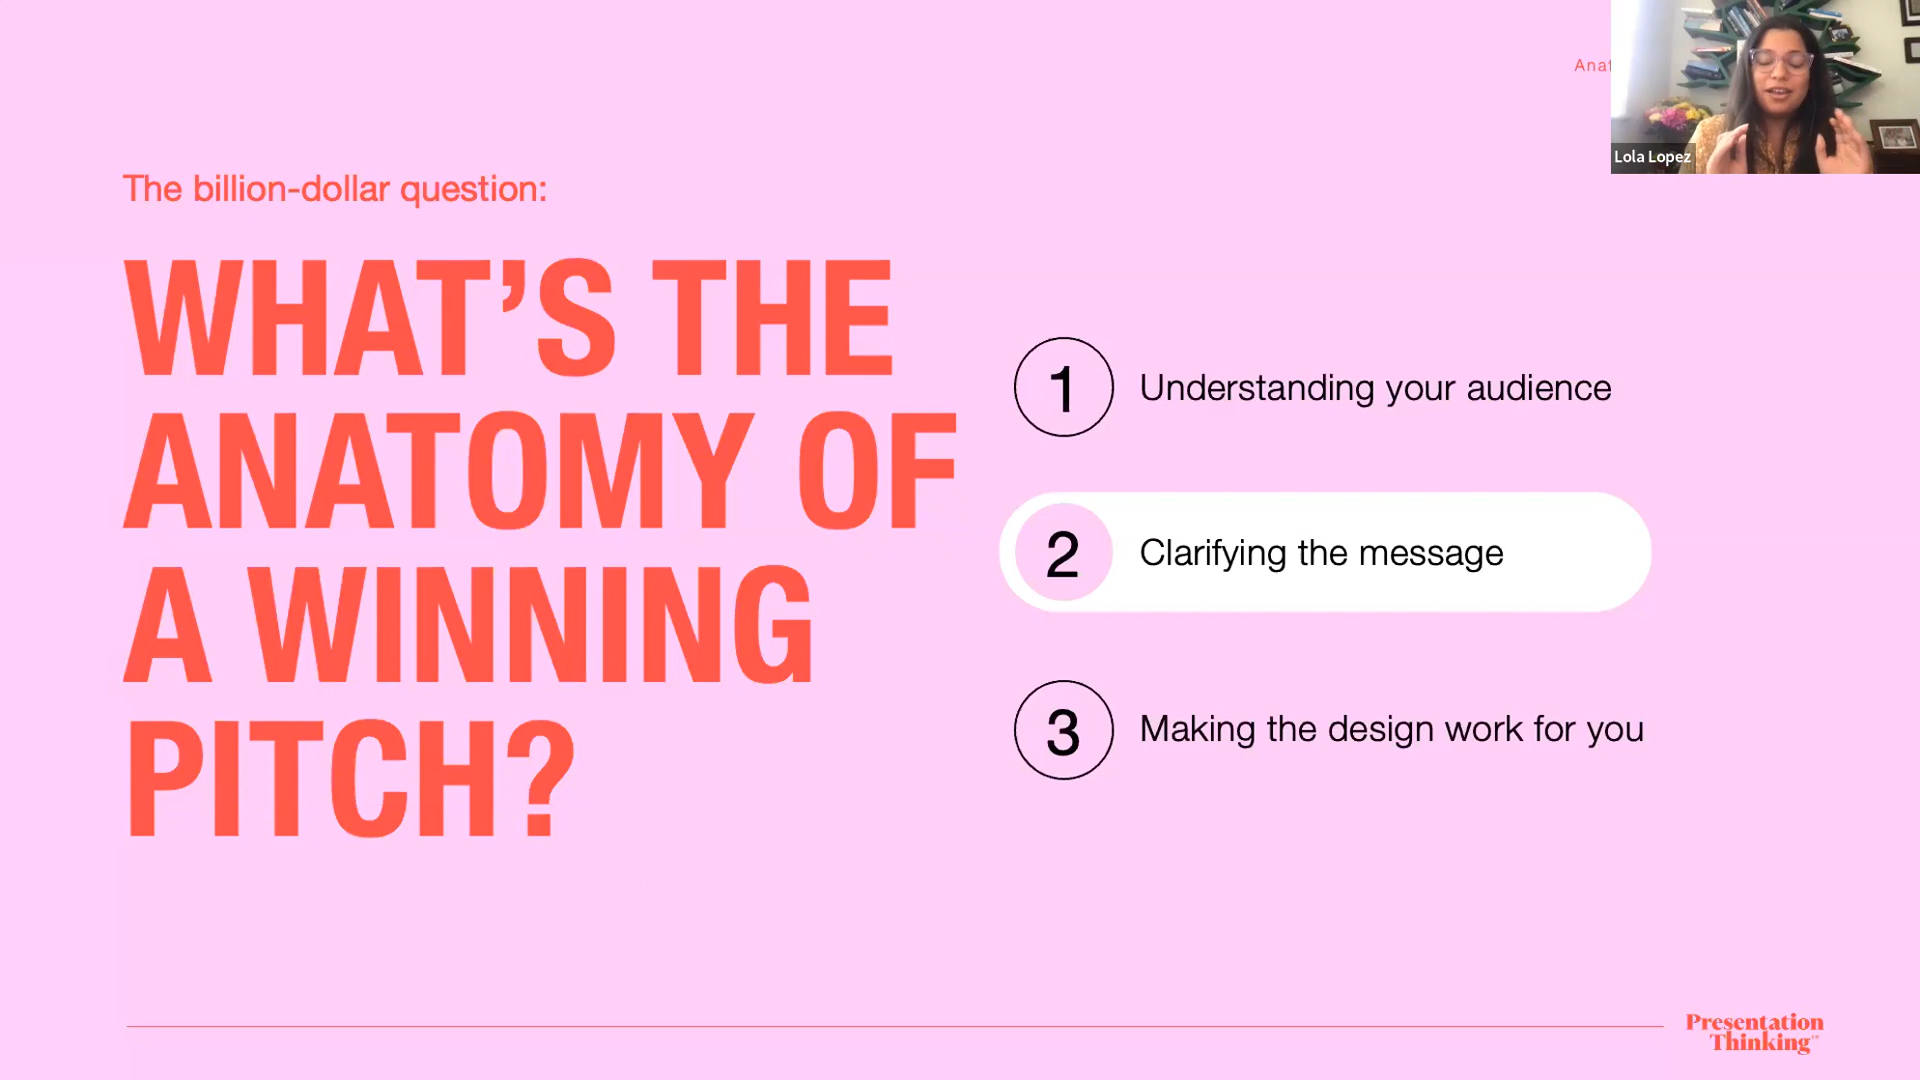 Lola Lopez
The billion-dollar question:
WHAT’S THE
ANATOMY OF
A WINNING
PITCH?
1 Understanding your audience
2 Clarifying the message
3 Making the design work for you
Presentation
Thinking™